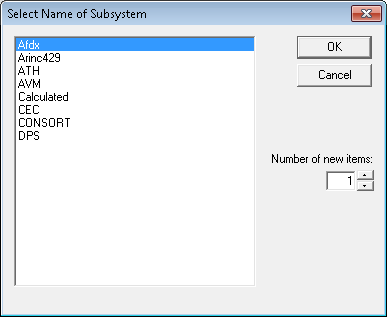 Select Name of Subsystem
Afdx
Arinc429
ATH
AVM
Calculated
CEC
CONSORT
DPS
OK
Cancel
Number of new items:
1